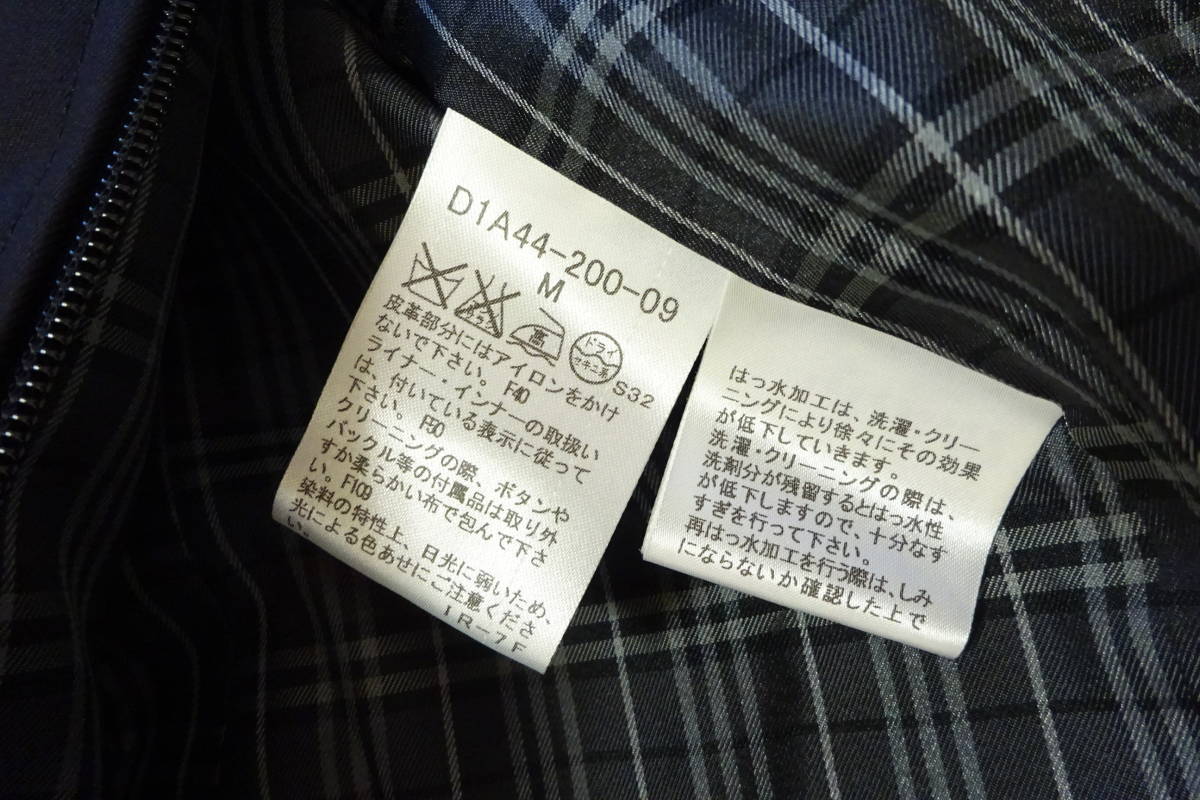 D1A44-200-09
M
高
ドライ
セキユ系
S32
皮革部分にはアイロンをかけ
ないで下さい。 F40
ライナー・インナーの取扱い
は、付いている表示に従って
下さい。 F90
クリーニングの際、ボタンや
バックル等の付属品は取り外
すか柔らかい布で包んで下さ
い。F109
染料の特性上、日光に弱いため、
光による色あせにご注意くださ
い。
IR-7F
はっ水加工は、洗濯・クリー
ニングにより徐々にその効果
が低下していきます。
洗濯・クリーニングの際は、
洗剤分が残留するとはっ水性
が低下しますので、十分なす
すぎを行って下さい。
再はっ水加工を行う際は、しみ
にならないか確認した上で